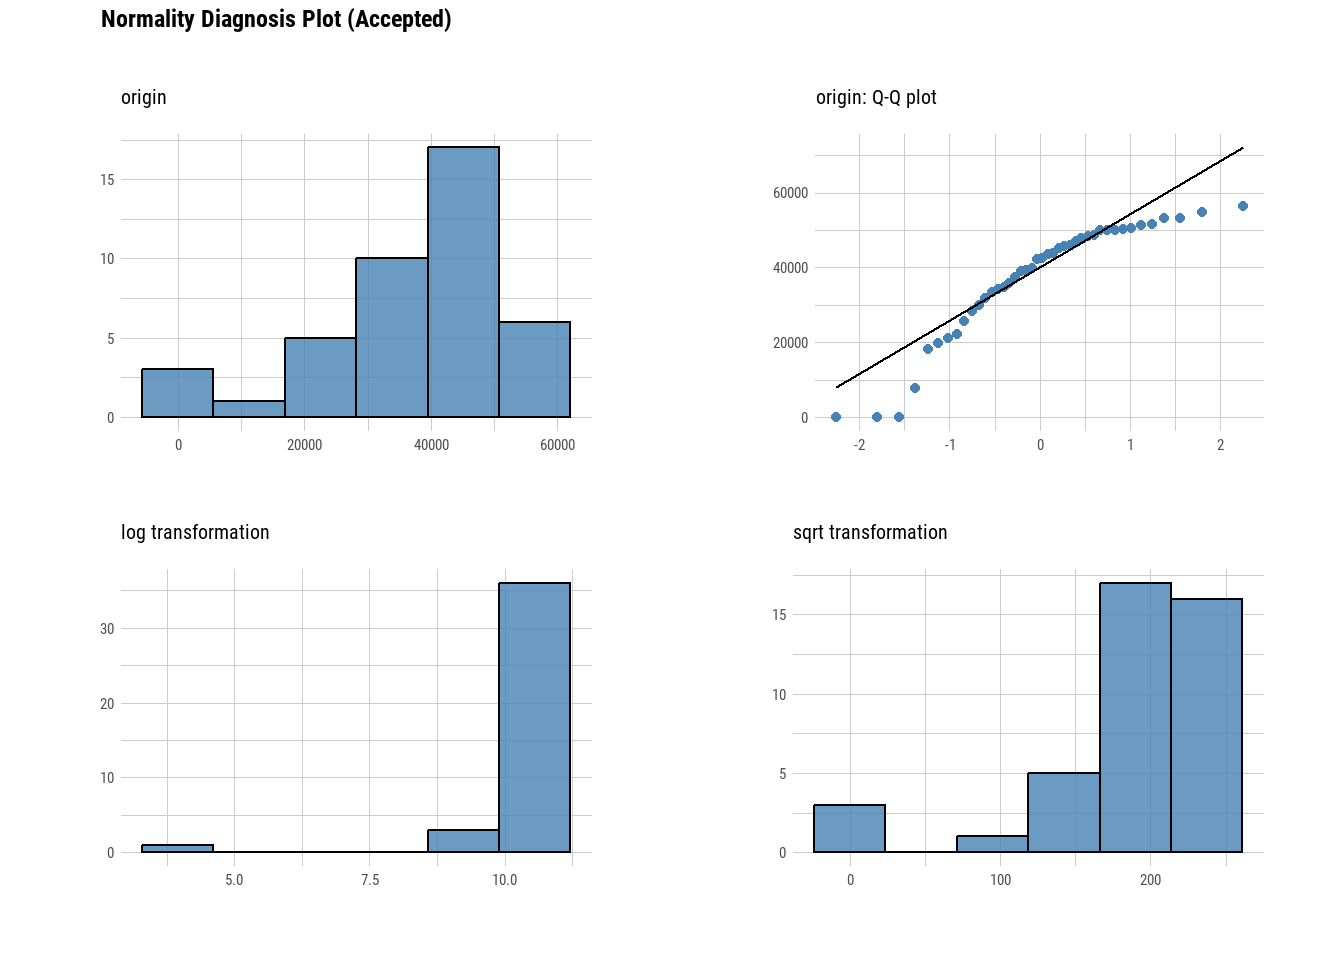 Normality Diagnosis Plot (Accepted)
origin
15
10
5
0
0 20000 40000 60000
origin: Q-Q plot
60000
40000
20000
0
-2 -1 0 1 2
log transformation
30
20
10
0
5.0 7.5 10.0
sqrt transformation
15
10
5
0
0 100 200